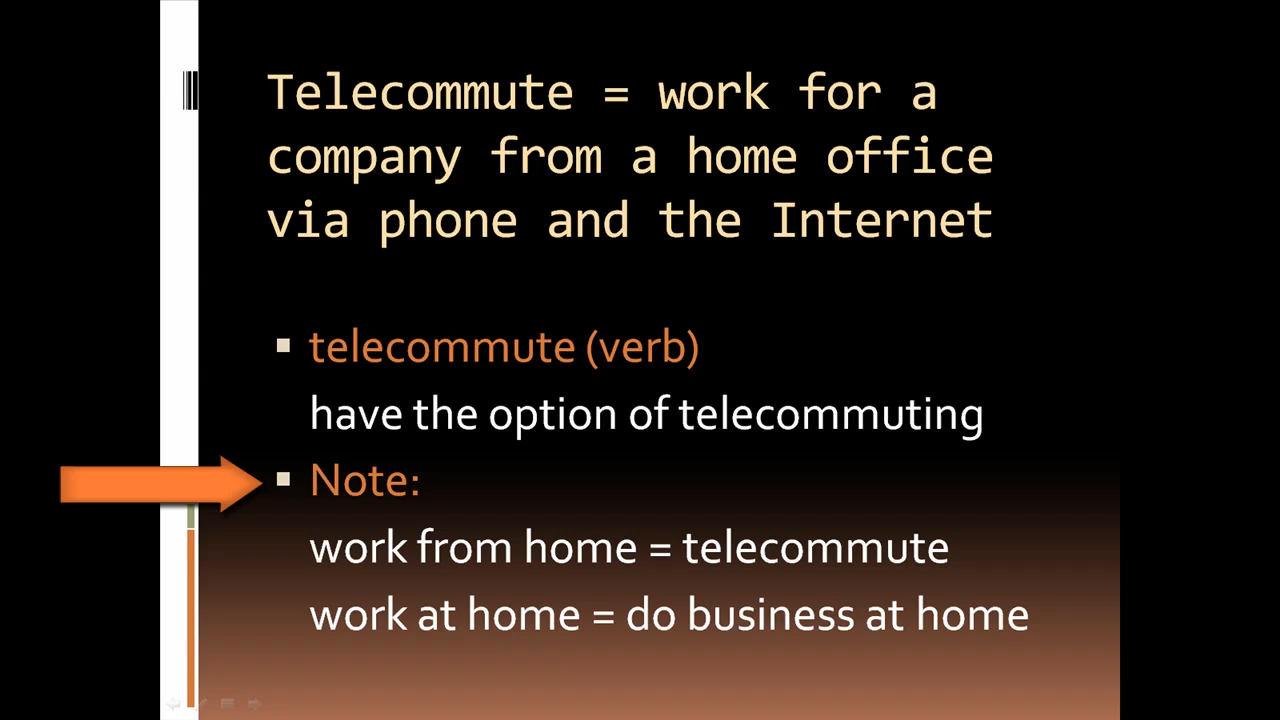 Telecommute = work for a
company from a home office
via phone and the Internet
telecommute (verb)
have the option of telecommuting
Note:
work from home = telecommute
work at home = do business at home